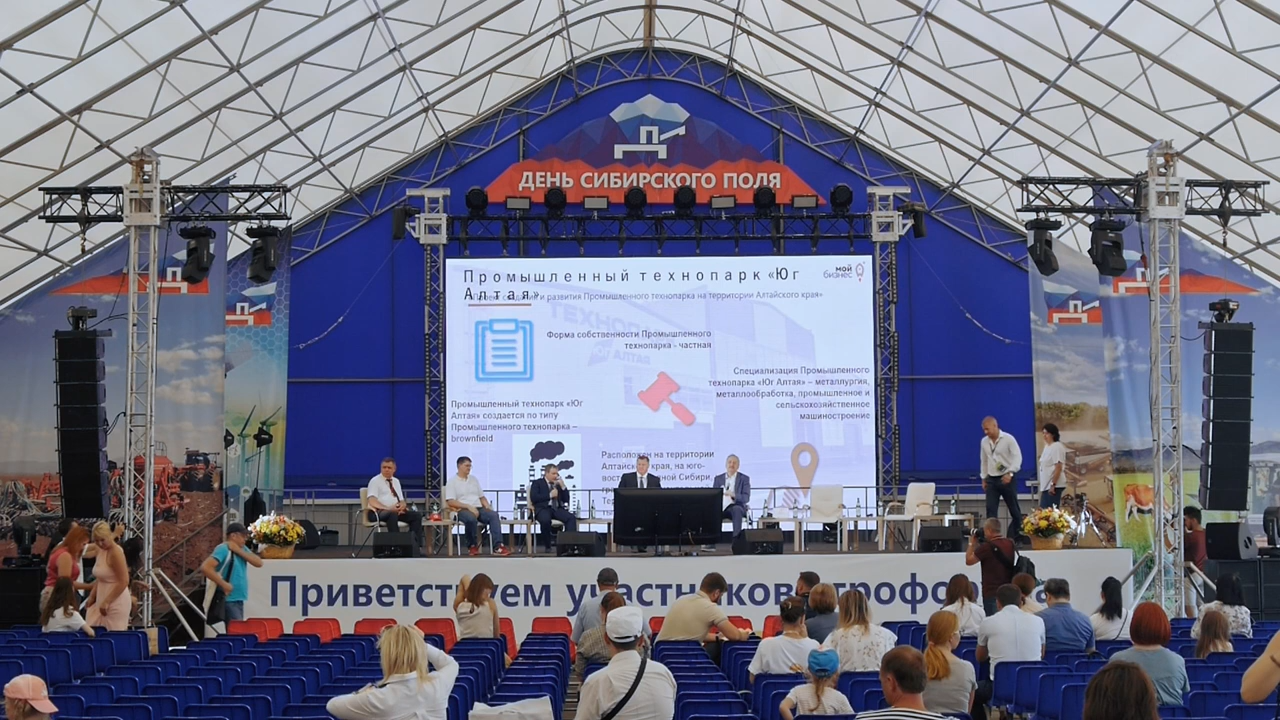 ДЕНЬ СИБИРСКОГО ПОЛЯ
Промышленный технопарк «Юг
Алтая»
мой
бизнес
и развития Промышленного технопарка на территории Алтайского края»
Форма собственности Промышленного
технопарка - частная
Специализация Промышленного
технопарка «Юг Алтая» – металлургия,
металлообработка, промышленное и
сельскохозяйственное
машиностроение
Промышленный технопарк «Юг
Алтая» создается по типу
Промышленного технопарка –
brownfield
Расположен на территории
Алтайского края, на юго-
Сибири,
Приветствуем участников